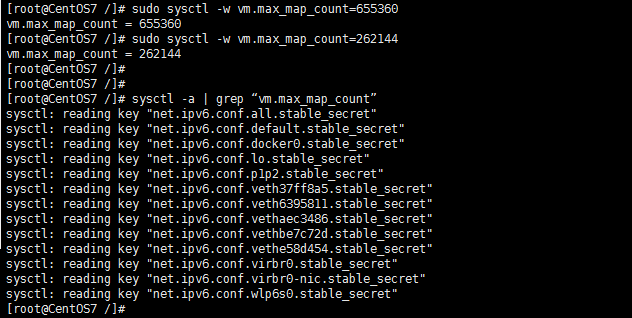 [root@CentOS7 /]# sudo sysctl -w vm.max_map_count=655360
vm.max_map_count = 655360
[root@CentOS7 /]# sudo sysctl -w vm.max_map_count=262144
vm.max_map_count = 262144
[root@CentOS7 /]#
[root@CentOS7 /]#
[root@CentOS7 /]# sysctl -a | grep “vm.max_map_count”
sysctl: reading key "net.ipv6.conf.all.stable_secret"
sysctl: reading key "net.ipv6.conf.default.stable_secret"
sysctl: reading key "net.ipv6.conf.docker0.stable_secret"
sysctl: reading key "net.ipv6.conf.lo.stable_secret"
sysctl: reading key "net.ipv6.conf.p1p2.stable_secret"
sysctl: reading key "net.ipv6.conf.veth37ff8a5.stable_secret"
sysctl: reading key "net.ipv6.conf.veth6395811.stable_secret"
sysctl: reading key "net.ipv6.conf.vethaec3486.stable_secret"
sysctl: reading key "net.ipv6.conf.vethbe7c72d.stable_secret"
sysctl: reading key "net.ipv6.conf.vethe58d454.stable_secret"
sysctl: reading key "net.ipv6.conf.virbr0.stable_secret"
sysctl: reading key "net.ipv6.conf.virbr0-nic.stable_secret"
sysctl: reading key "net.ipv6.conf.wlp6s0.stable_secret"
[root@CentOS7 /]#